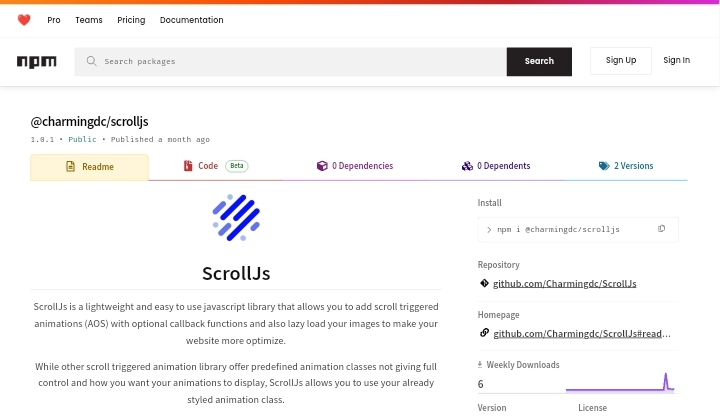 Pro Teams Pricing Documentation
npm Search packages Search Sign Up Sign In
@charmingdc/scrolljs
1.0.1 • Public • Published a month ago
Readme Code Beta 0 Dependencies 0 Dependents 2 Versions
ScrollJs
ScrollJs is a lightweight and easy to use javascript library that allows you to add scroll triggered
animations (AOS) with optional callback functions and also lazy load your images to make your
website more optimize.
While other scroll triggered animation library offer predefined animation classes not giving full
control and how you want your animations to display, ScrollJs allows you to use your already
styled animation class.
Install
npm i @charmingdc/scrolljs
Repository
github.com/Charmingdc/ScrollJs
Homepage
github.com/Charmingdc/ScrollJs#read...
Weekly Downloads
6
Version License